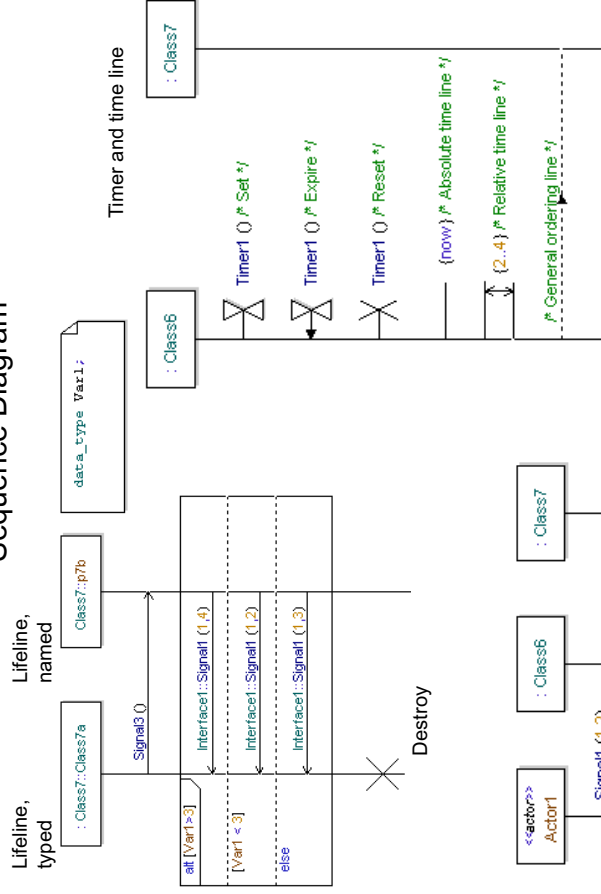 Sequence Diagram
Lifeline,
typed
Lifeline,
named
: Class7::Class7a
Class7::p7b
data_type Var1;
Signal3 ()
alt [Var1>3]
Interface1::Signal1 (1,4)
[Var1 < 3]
Interface1::Signal1 (1,2)
else
Interface1::Signal1 (1,3)
Destroy
Timer and time line
: Class6
: Class7
Timer1 () /* Set */
Timer1 () /* Expire */
Timer1 () /* Reset */
{now} /* Absolute time line */
{2..4} /* Relative time line */
/* General ordering line */
<<actor>>
Actor1
: Class6
: Class7
Signal1 (1,2)